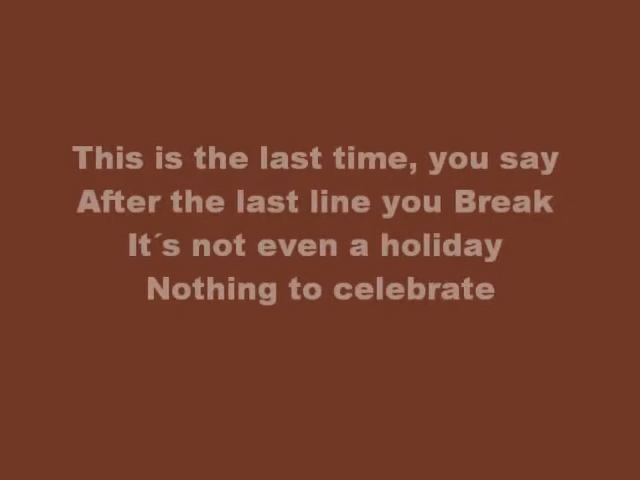 This is the last time, you say
After the last line you Break
It´s not even a holiday
Nothing to celebrate